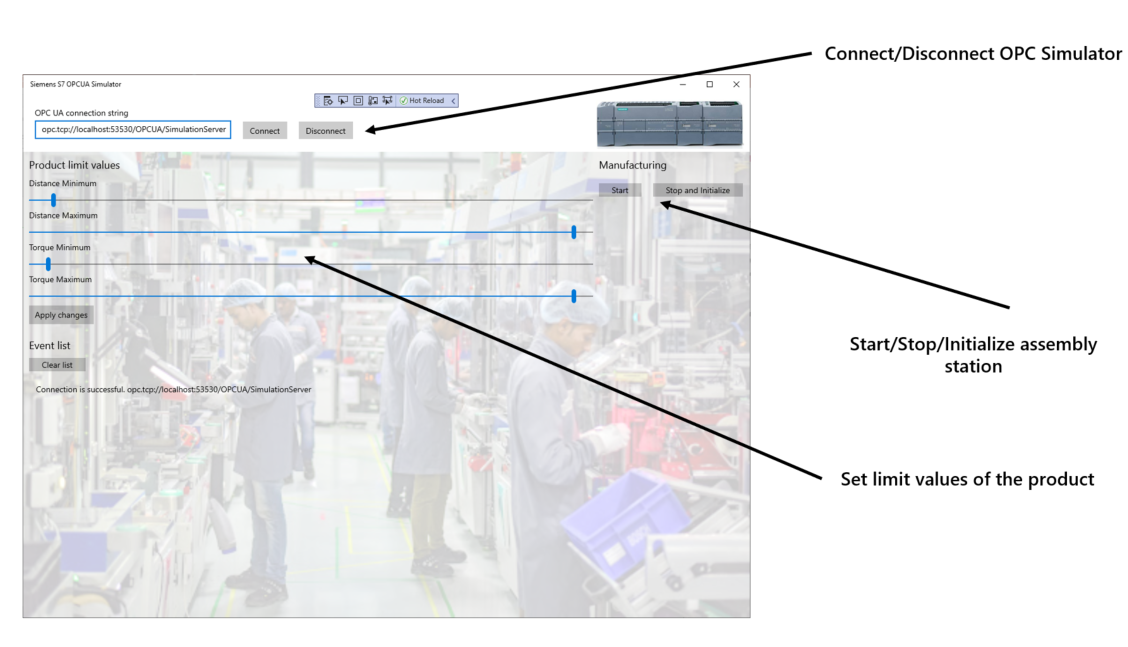 Connect/Disconnect OPC Simulator
Siemens S7 OPCUA Simulator
Hot Reload
OPC UA connection string
opc.tcp://localhost:53530/OPCUA/SimulationServer
Connect
Disconnect
Product limit values
Manufacturing
Distance Minimum
Start
Stop and Initialize
Distance Maximum
Torque Minimum
Torque Maximum
Apply changes
Start/Stop/Initialize assembly
station
Event list
Clear list
Connection is successful. opc.tcp://localhost:53530/OPCUA/SimulationServer
Set limit values of the product